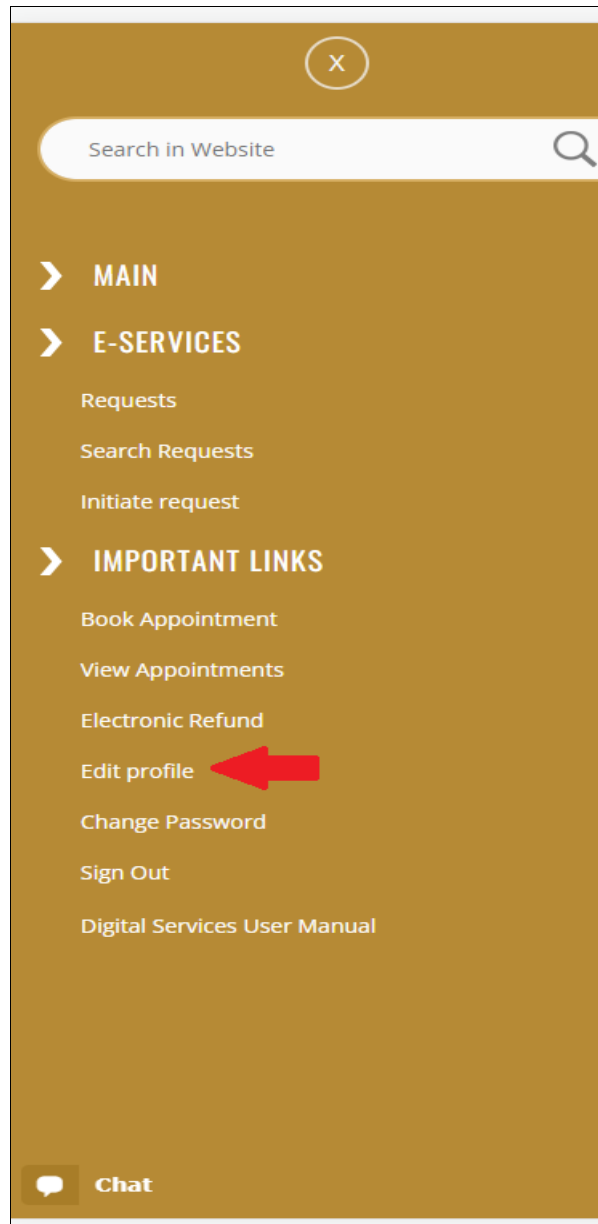 X
Search in Website
MAIN
E-SERVICES
Requests
Search Requests
Initiate request
IMPORTANT LINKS
Book Appointment
View Appointments
Electronic Refund
Edit profile
Change Password
Sign Out
Digital Services User Manual
Chat